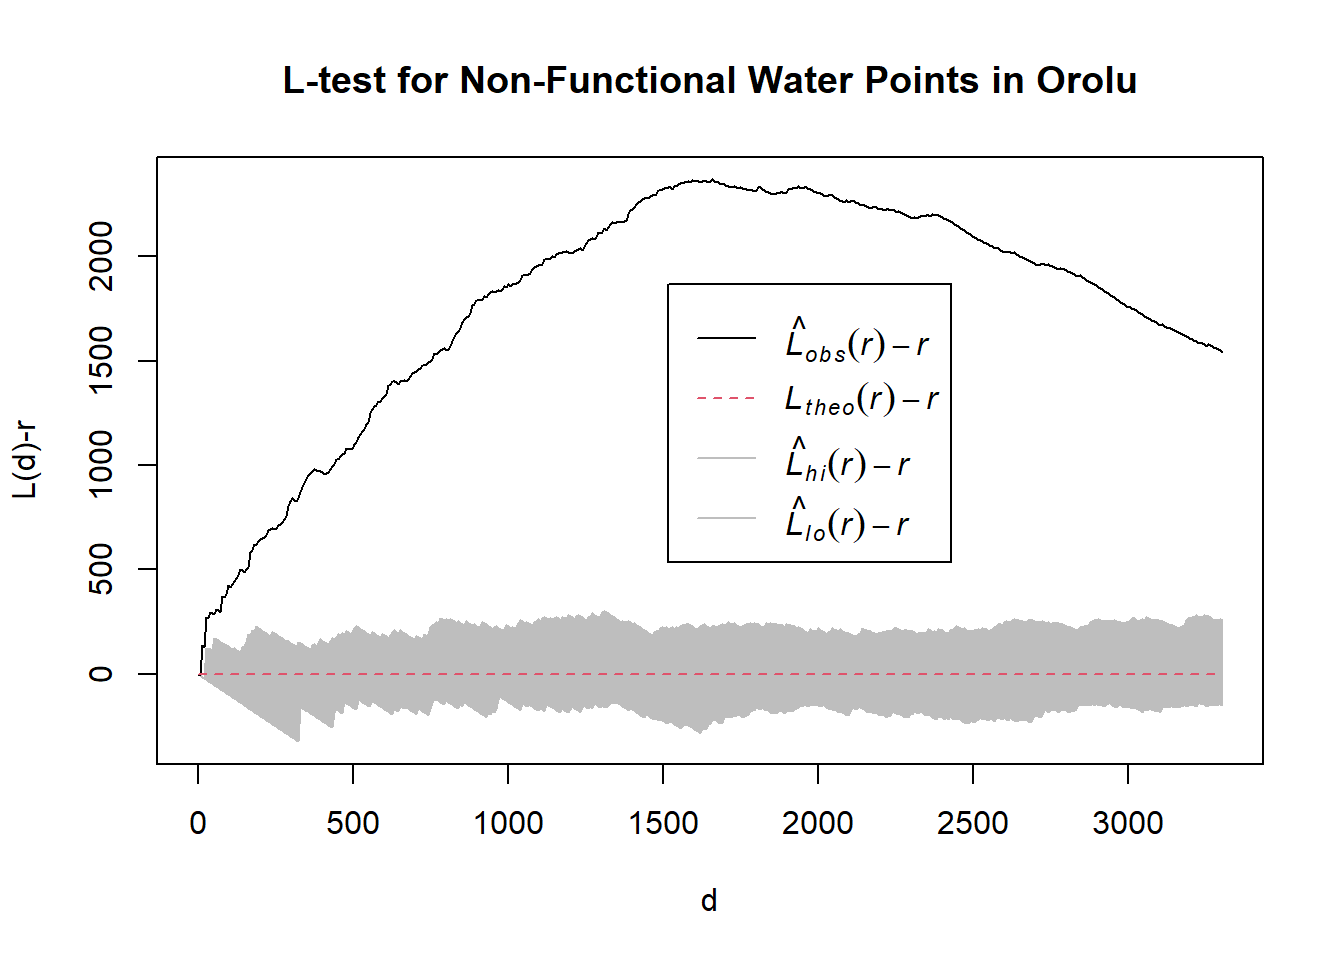 L-test for Non-Functional Water Points in Orolu
L(d)-r
2000
1500
1000
500
0
L̂obs(r) − r
Ltheo(r) − r
L̂hi(r) − r
L̂lo(r) − r
0 500 1000 1500 2000 2500 3000
d